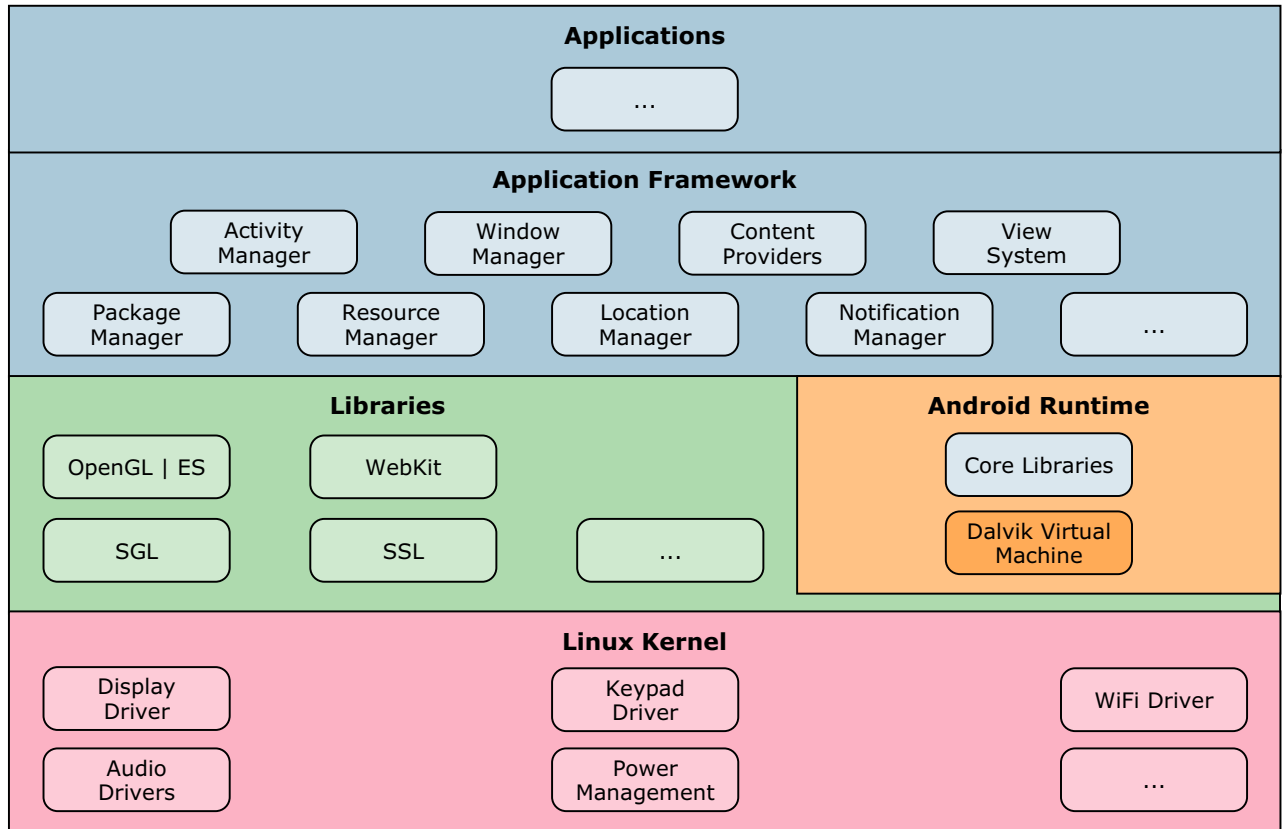 Applications
...
Application Framework
Activity
Manager
Window
Manager
Content
Providers
View
System
Package
Manager
Resource
Manager
Location
Manager
Notification
Manager
...
Libraries
OpenGL | ES
WebKit
SGL
SSL
...
Android Runtime
Core Libraries
Dalvik Virtual
Machine
Linux Kernel
Display
Driver
Keypad
Driver
WiFi Driver
Audio
Drivers
Power
Management
...